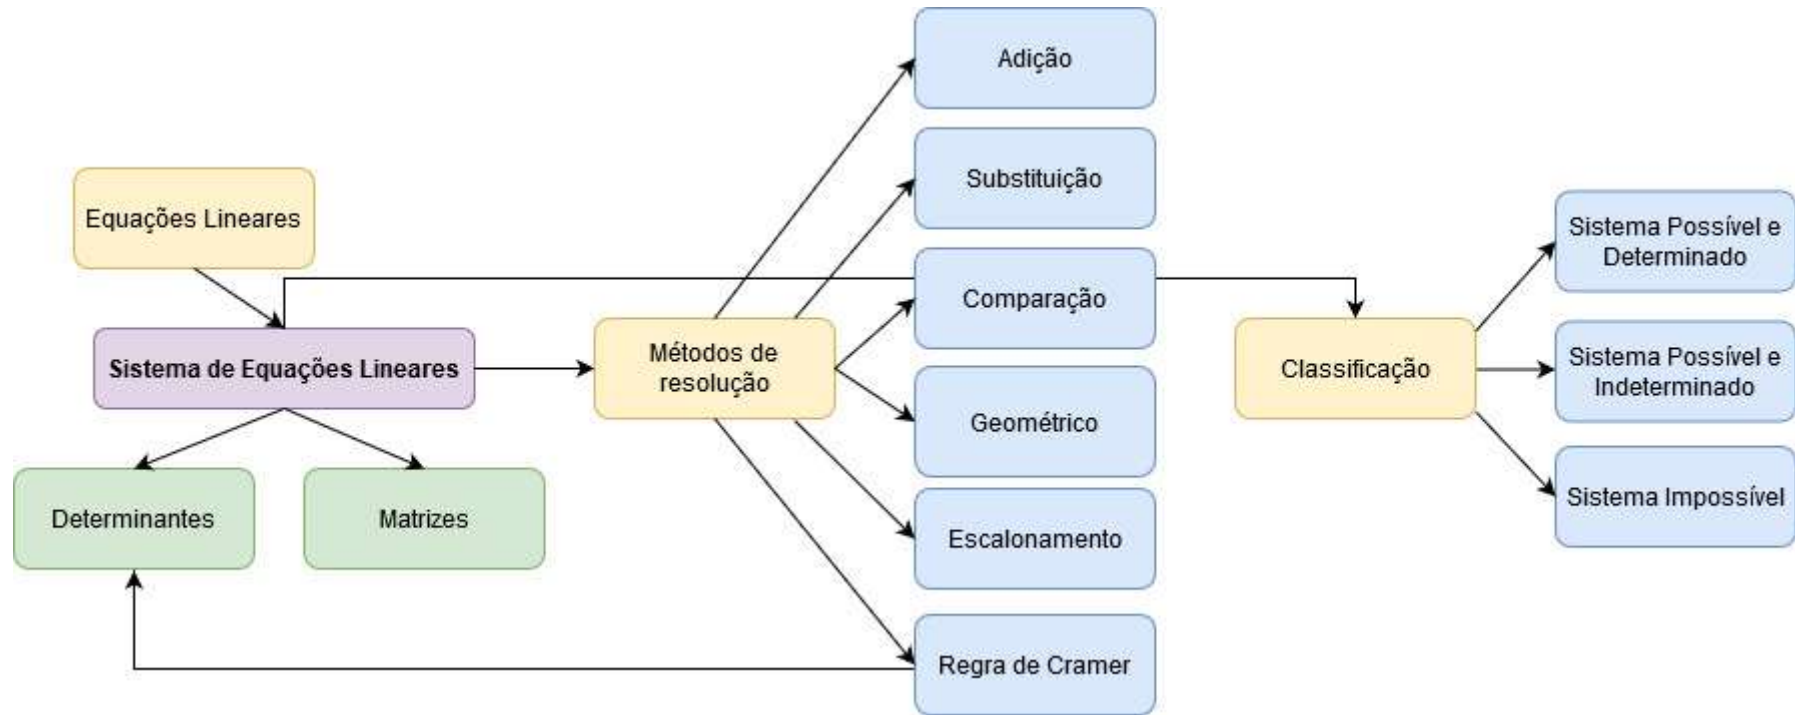 Equações Lineares
Sistema de Equações Lineares
Determinantes
Matrizes
Métodos de
resolução
Adição
Substituição
Comparação
Geométrico
Escalonamento
Regra de Cramer
Classificação
Sistema Possível e
Determinado
Sistema Possível e
Indeterminado
Sistema Impossível